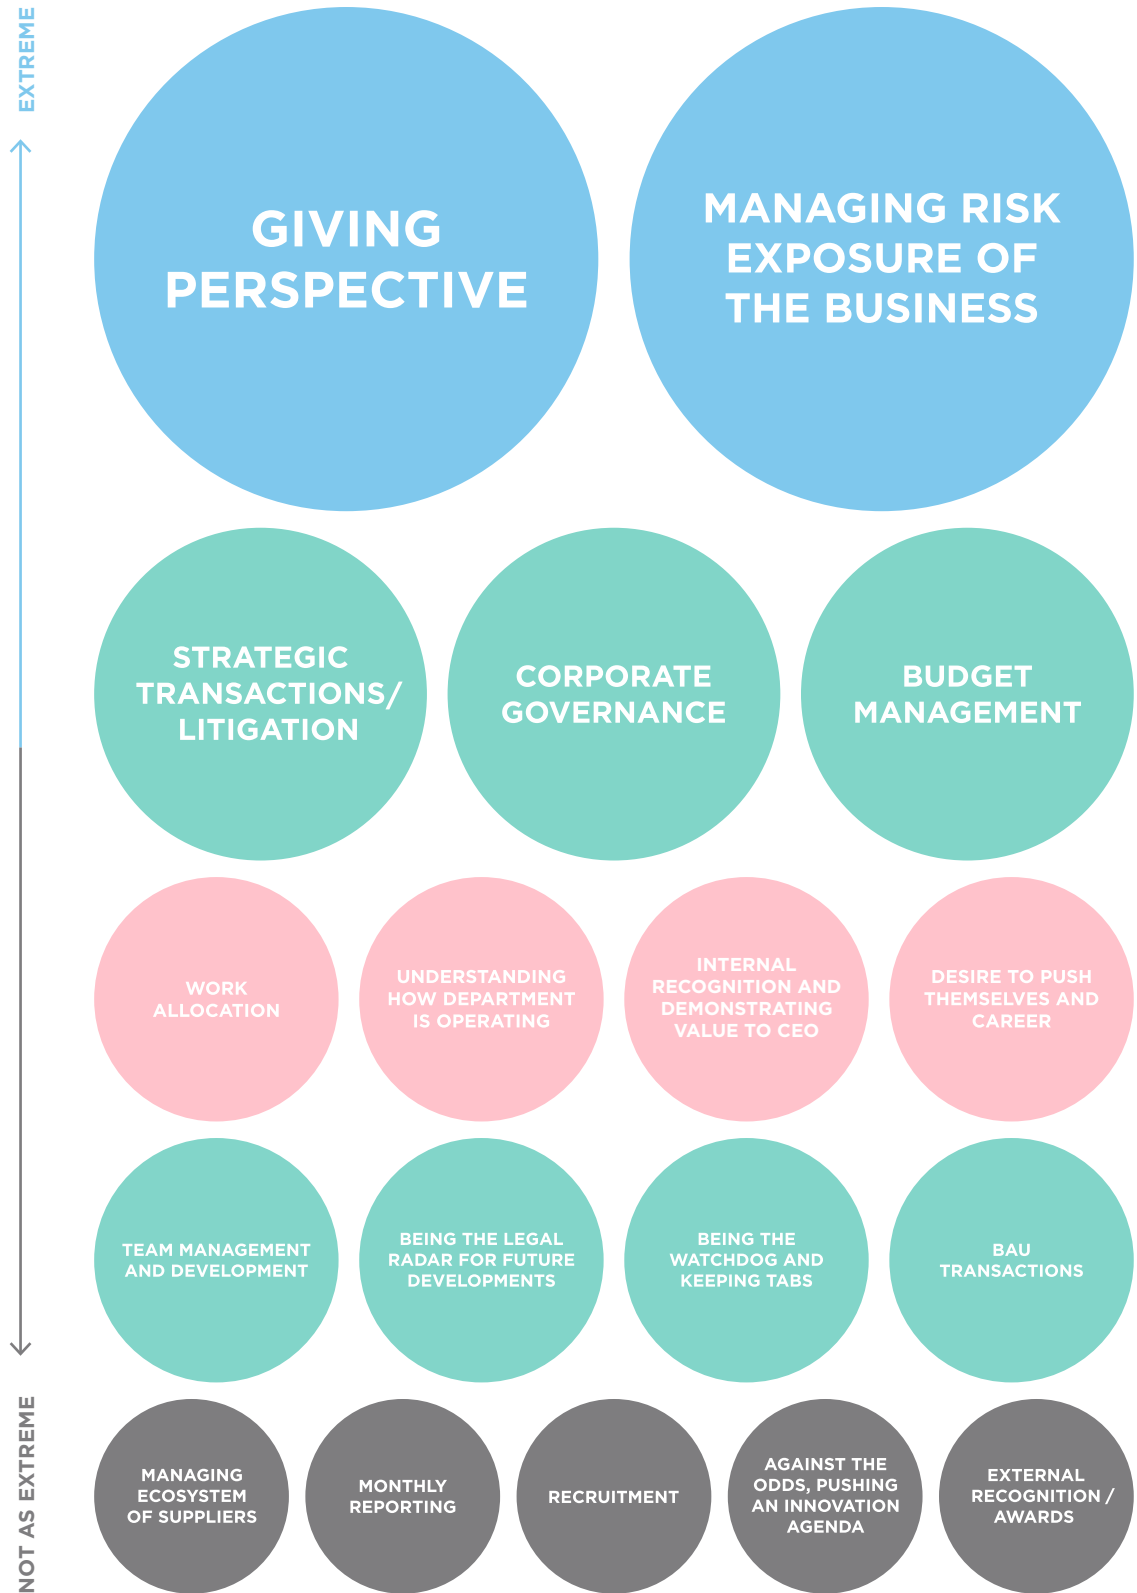 EXTREME
GIVING
PERSPECTIVE
MANAGING RISK
EXPOSURE OF
THE BUSINESS
STRATEGIC
TRANSACTIONS/
LITIGATION
CORPORATE
GOVERNANCE
BUDGET
MANAGEMENT
WORK
ALLOCATION
UNDERSTANDING
HOW DEPARTMENT
IS OPERATING
INTERNAL
RECOGNITION AND
DEMONSTRATING
VALUE TO CEO
DESIRE TO PUSH
THEMSELVES AND
CAREER
TEAM MANAGEMENT
AND DEVELOPMENT
BEING THE LEGAL
RADAR FOR FUTURE
DEVELOPMENTS
BEING THE
WATCHDOG AND
KEEPING TABS
BAU
TRANSACTIONS
NOT AS EXTREME
MANAGING
ECOSYSTEM
OF SUPPLIERS
MONTHLY
REPORTING
RECRUITMENT
AGAINST THE
ODDS, PUSHING
AN INNOVATION
AGENDA
EXTERNAL
RECOGNITION /
AWARDS